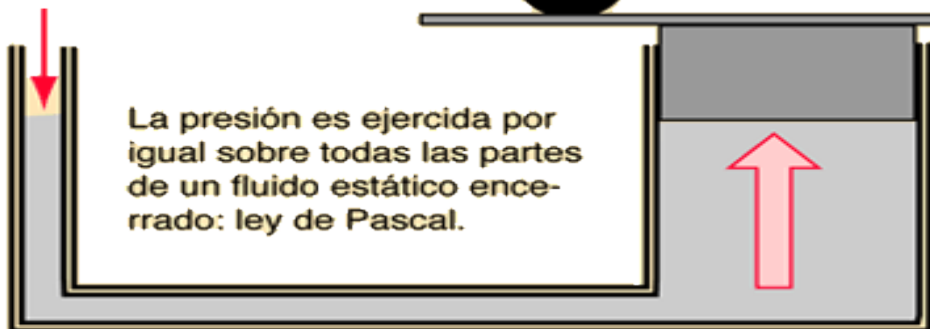 La presión es ejercida por
igual sobre todas las partes
de un fluido estático ence-
rrado: ley de Pascal.